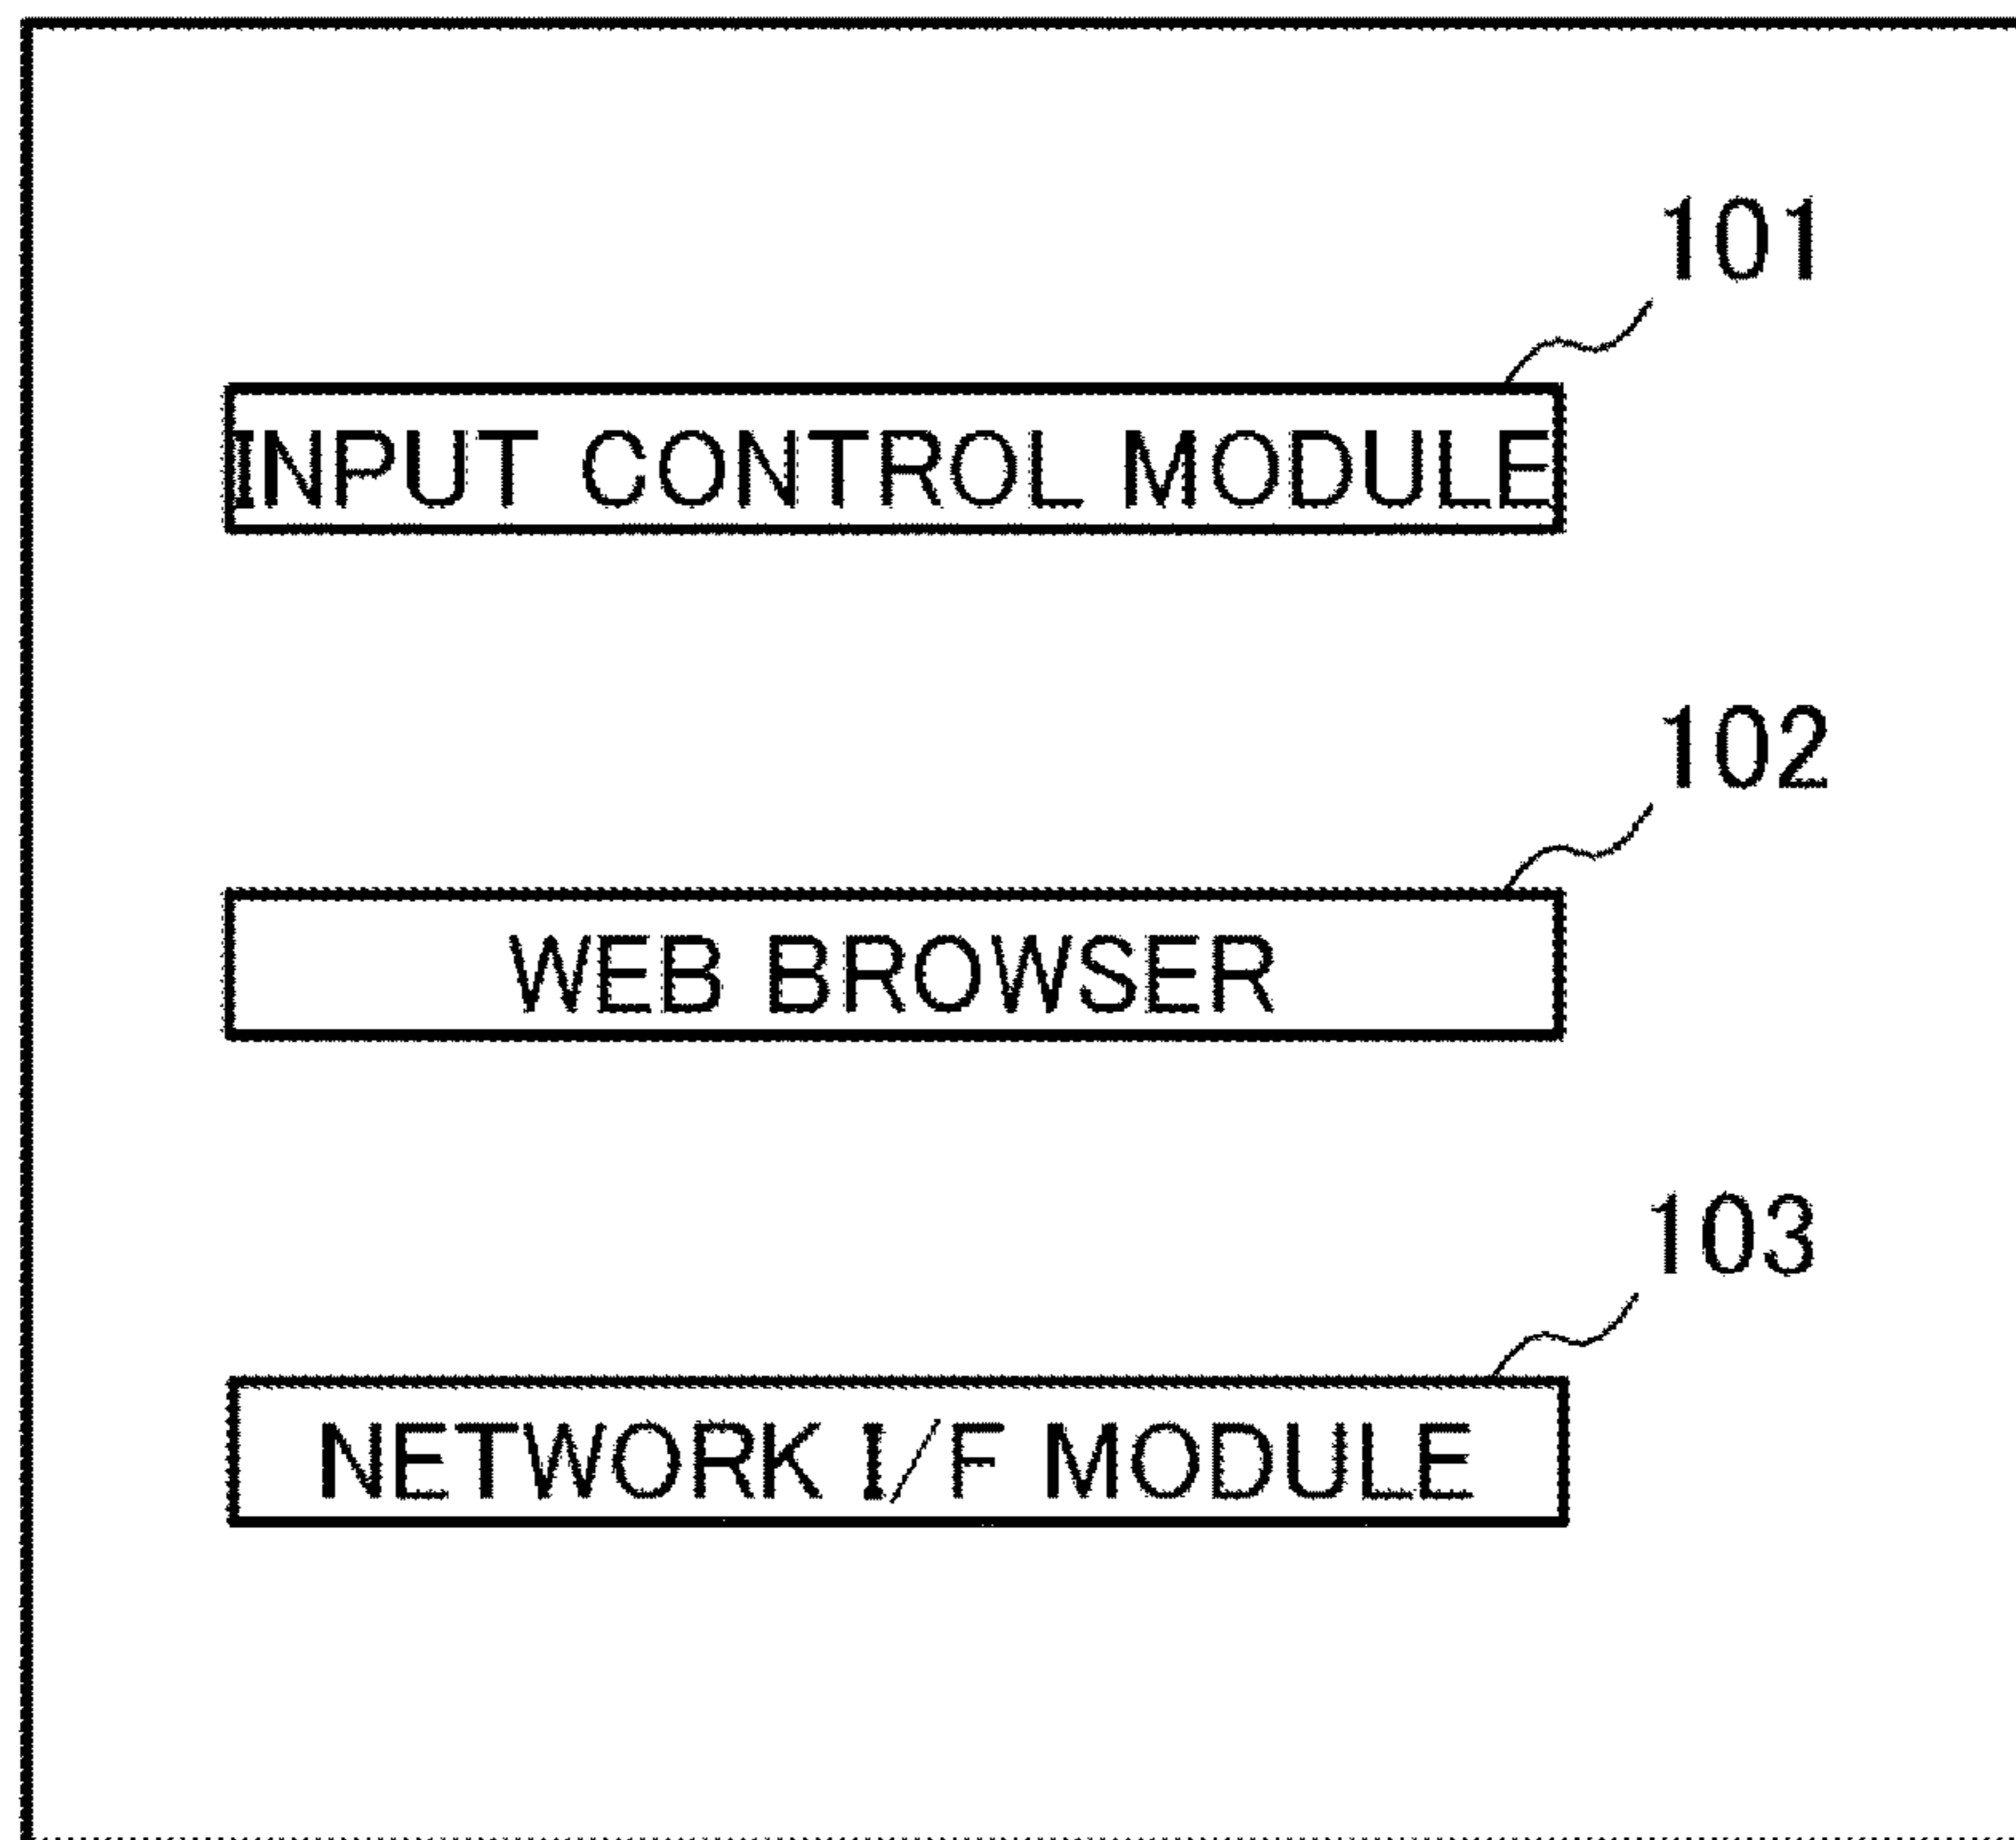 101
INPUT CONTROL MODULE
102
WEB BROWSER
103
NETWORK I/F MODULE